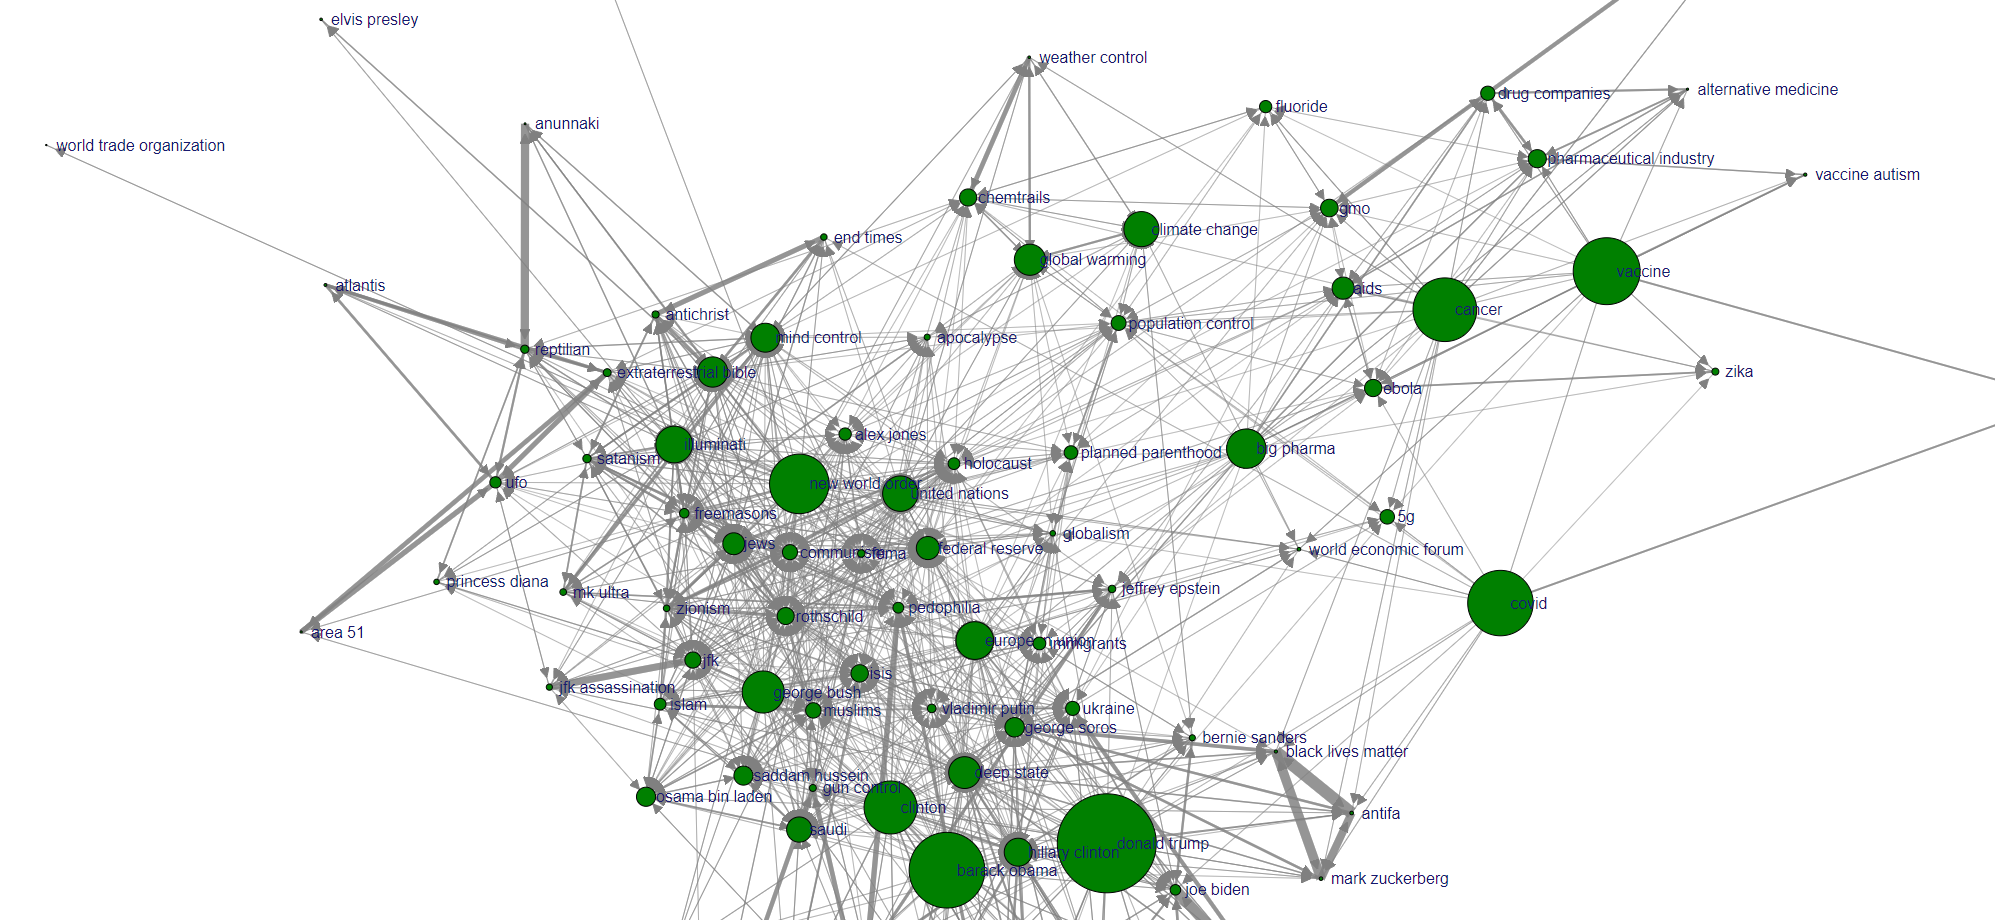 elvis presley
weather control
alternative medicine
drug companies
fluoride
anunnaki
world trade organization
pharmaceutical industry
vaccine autism
chemtrails
gmo
climate change
end times
global warming
vaccine
atlantis
aids
cancer
antichrist
population control
mind control
apocalypse
reptilian
extraterrestrial
bible
zika
ebola
alex jones
illuminati
big pharma
planned parenthood
satanism
holocaust
ufo
new world order
united nations
freemasons
5g
globalism
jews
communism
fema
federal reserve
world economic forum
princess diana
mk ultra
jeffrey epstein
covid
zionism
pedophilia
rothschild
area 51
european union
immigrants
jfk
isis
jfk assassination
george bush
islam
muslims
vladimir putin
ukraine
george soros
bernie sanders
black lives matter
deep state
saddam hussein
gun control
osama bin laden
clinton
antifa
saudi
donald trump
hillary clinton
barack obama
mark zuckerberg
joe biden